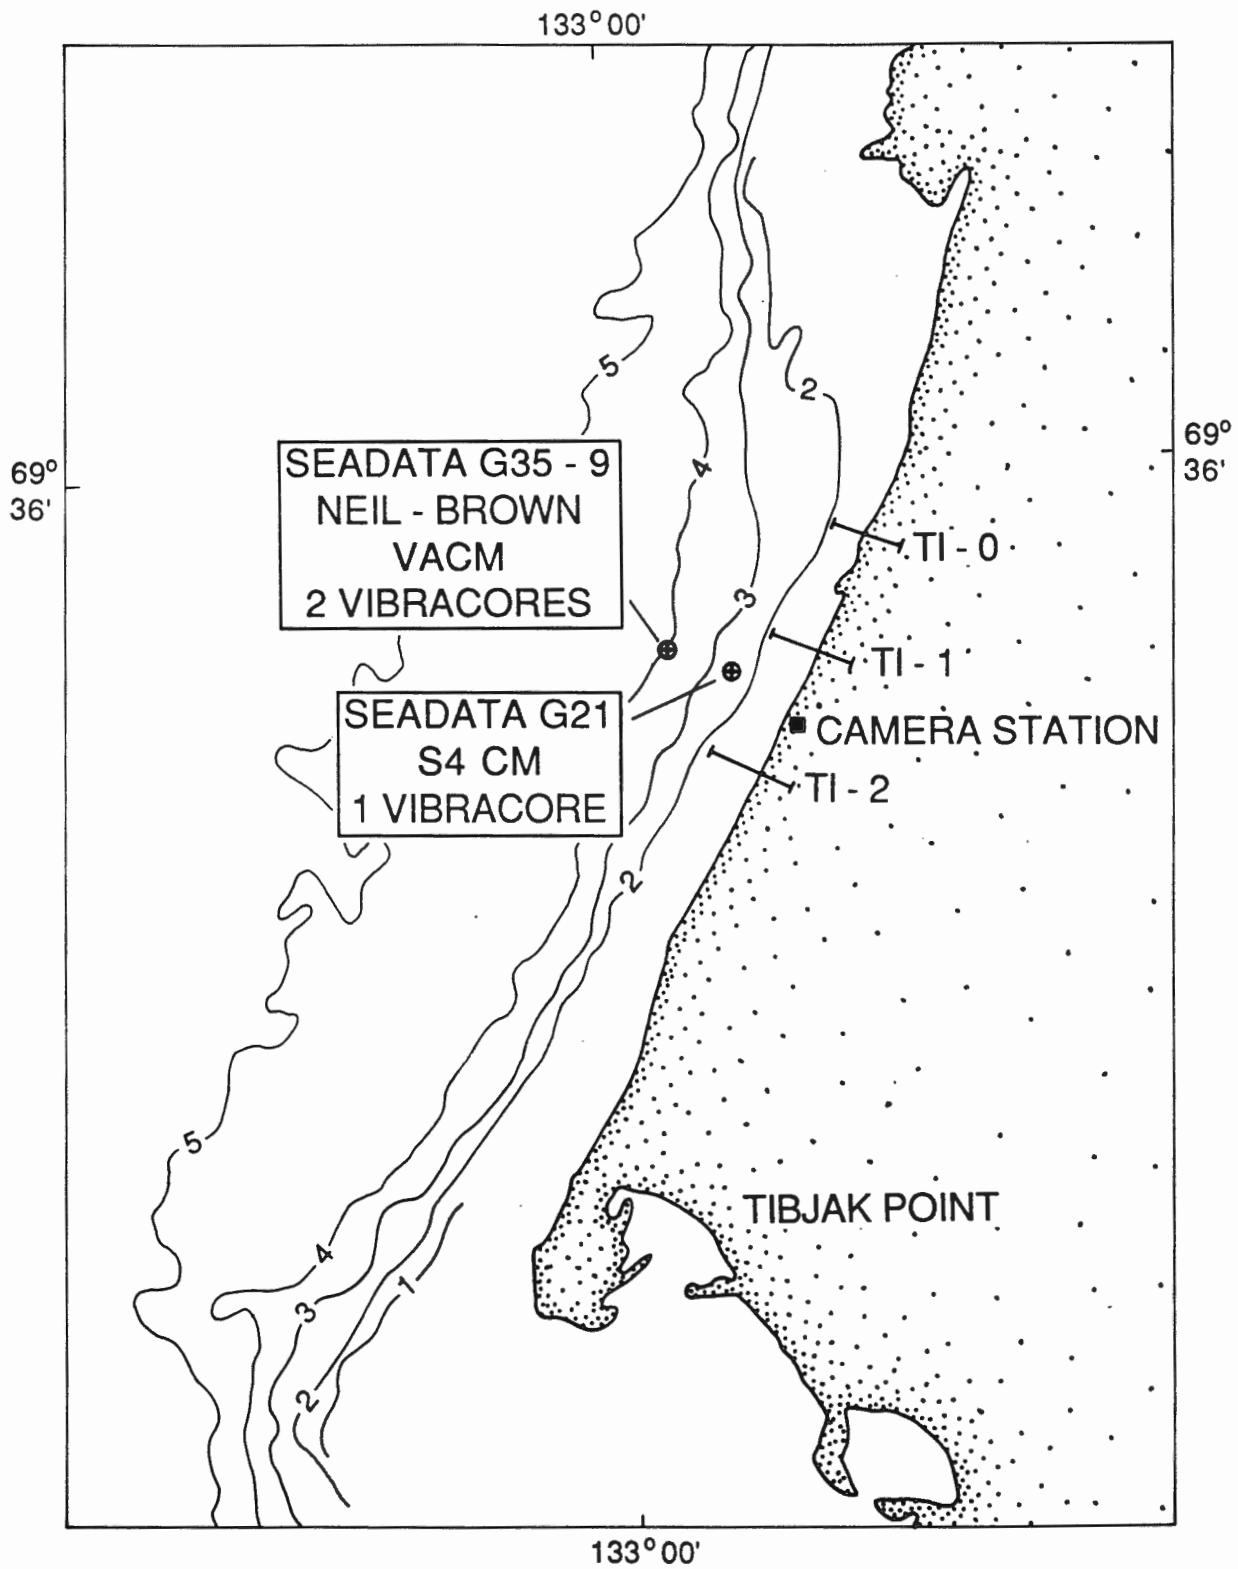 133°00'
5
2
69°
36'
69°
36'
4
SEADATA G35 - 9
NEIL - BROWN
VACM
2 VIBRACORES
TI - 0
3
TI - 1
SEADATA G21
S4 CM
1 VIBRACORE
CAMERA STATION
TI - 2
2
5
TIBJAK POINT
4
1
3
2
133°00'